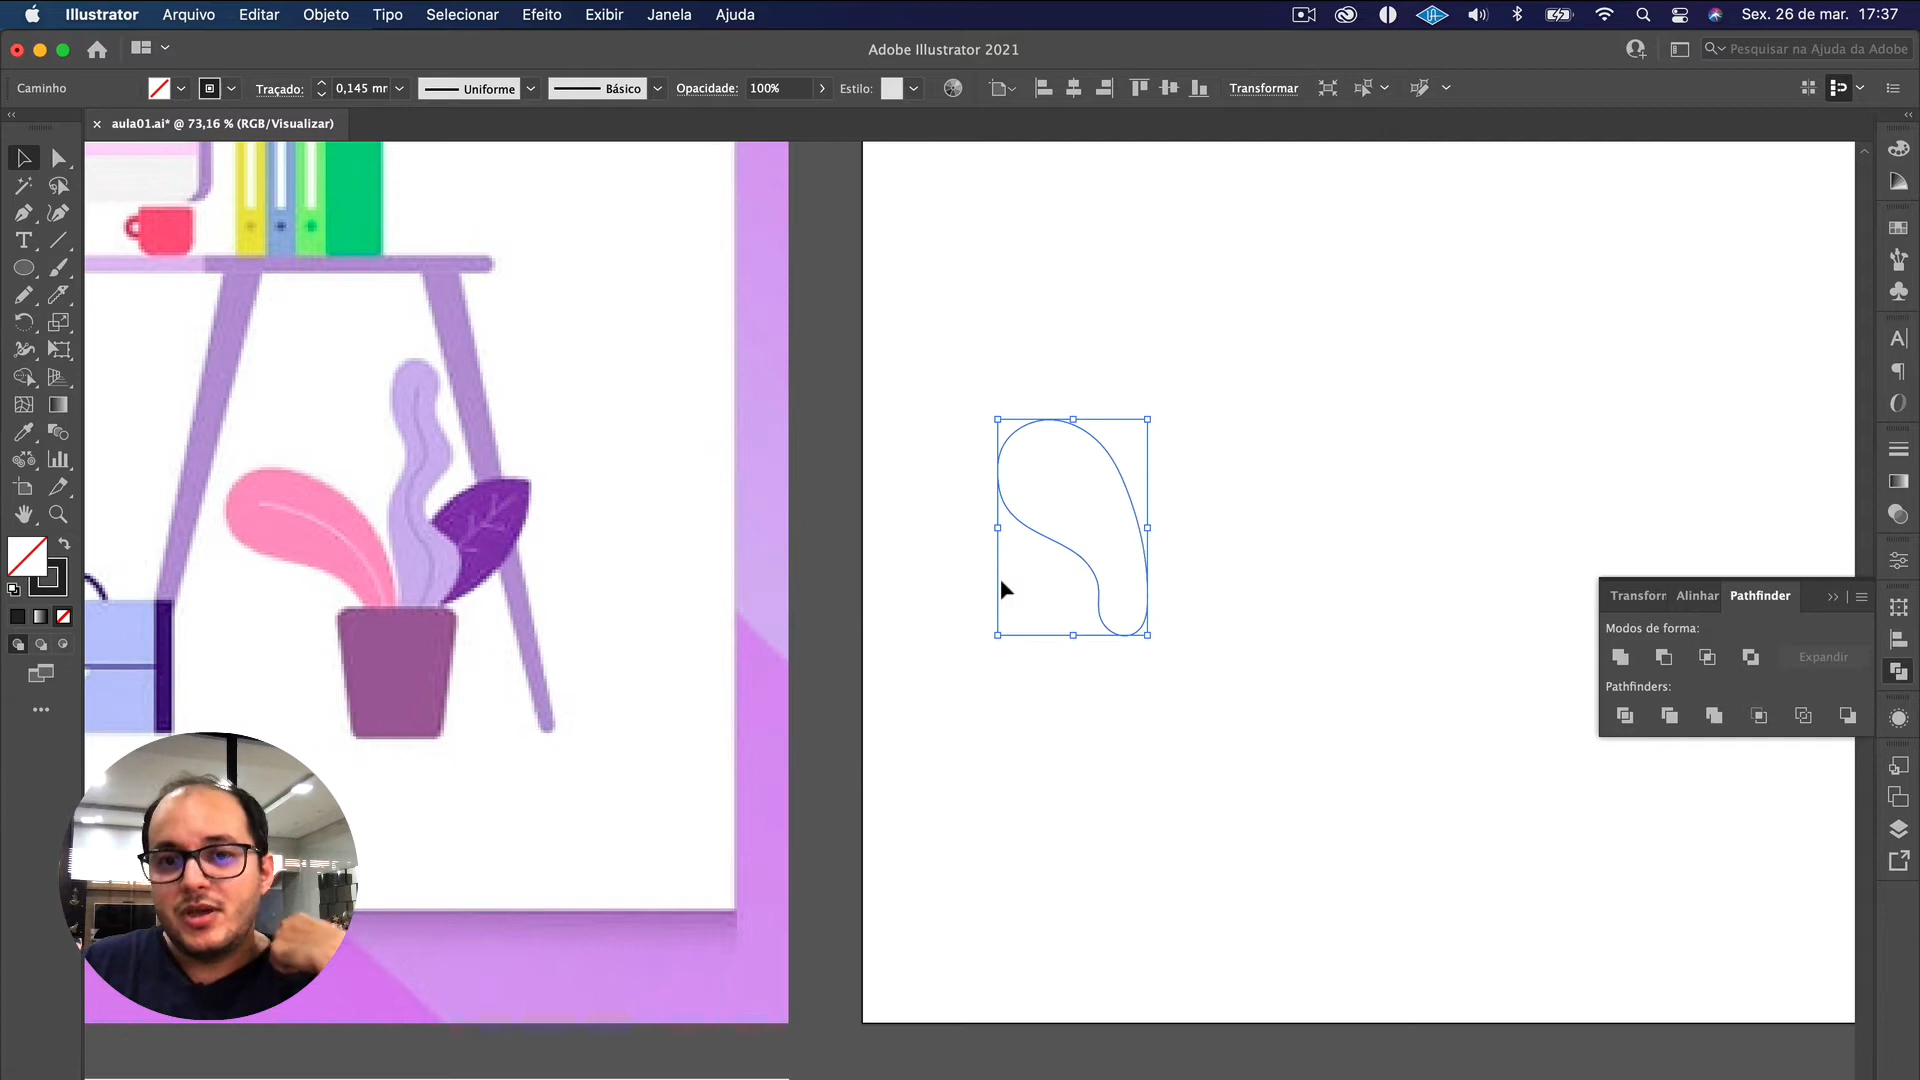 Illustrator Arquivo Editar Objeto Tipo Selecionar Efeito Exibir Janela Ajuda Sex. 26 de mar. 17:37
Adobe Illustrator 2021 Pesquisar na Ajuda da Adobe
Caminho Traçado: 0,145 mr Uniforme Básico Opacidade: 100% Estilo: Transformar
aula01.ai* @ 73,16 % (RGB/Visualizar)
Transforr Alinhar Pathfinder
Modos de forma:
Expandir
Pathfinders: